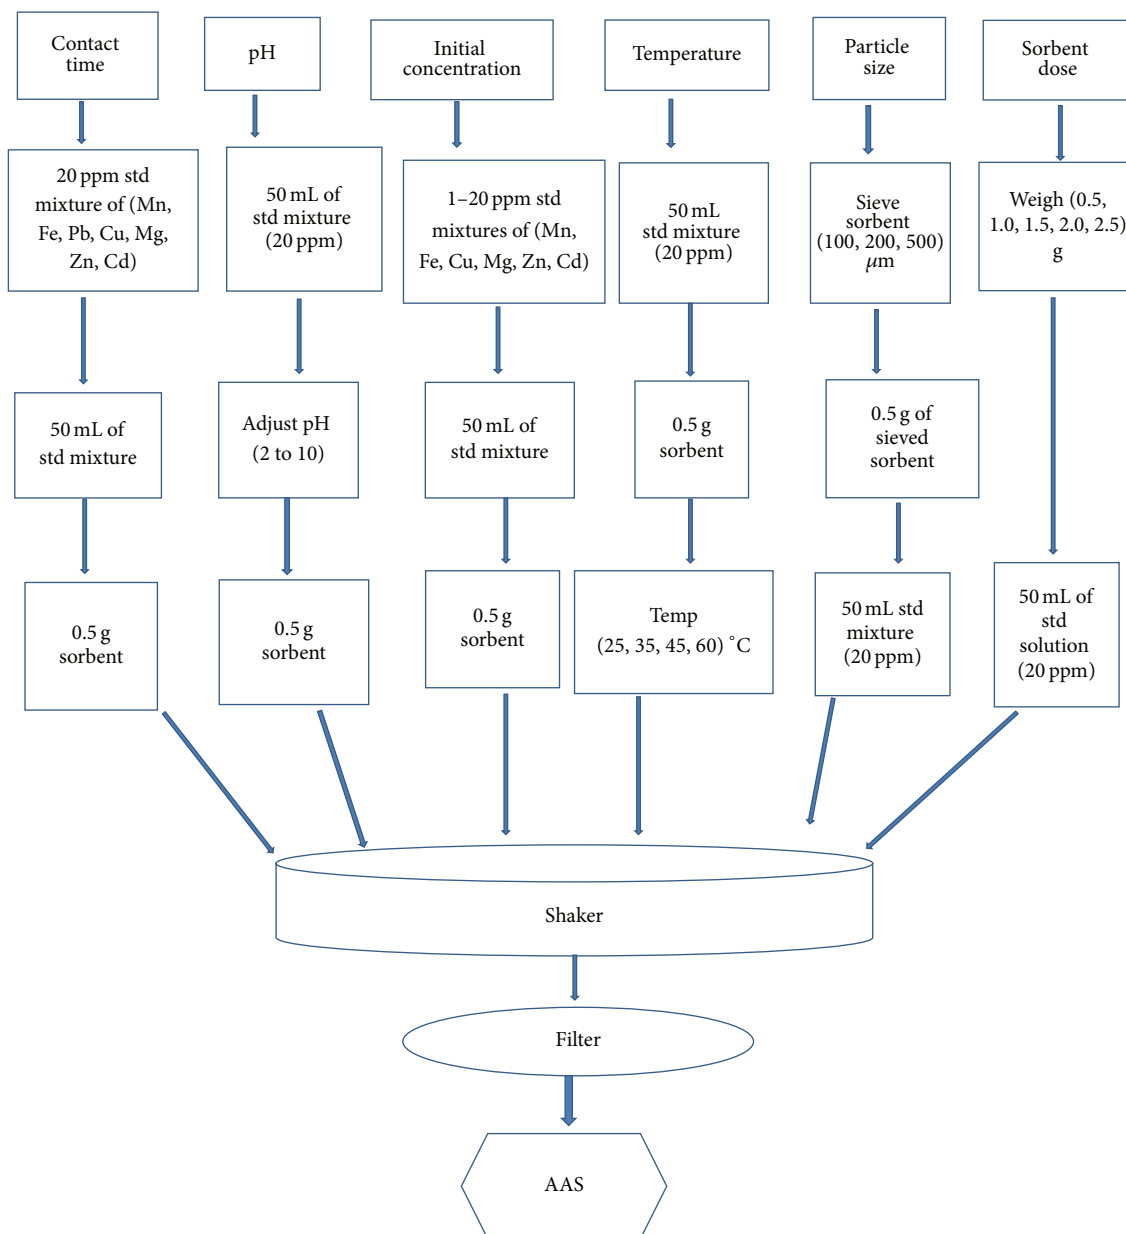 Contact
time
pH
Initial
concentration
Temperature
Particle
size
Sorbent
dose
20 ppm std
mixture of (Mn,
Fe, Pb, Cu, Mg,
Zn, Cd)
50 mL of
std mixture
(20 ppm)
1–20 ppm std
mixtures of (Mn,
Fe, Cu, Mg, Zn, Cd)
50 mL
std mixture
(20 ppm)
Sieve
sorbent
(100, 200, 500)
μm
Weigh (0.5,
1.0, 1.5, 2.0, 2.5)
g
50 mL of
std mixture
Adjust pH
(2 to 10)
50 mL of
std mixture
0.5 g
sorbent
0.5 g of
sieved
sorbent
0.5 g
sorbent
0.5 g
sorbent
0.5 g
sorbent
Temp
(25, 35, 45, 60) °C
50 mL std
mixture
(20 ppm)
50 mL of
std
solution
(20 ppm)
Shaker
Filter
AAS